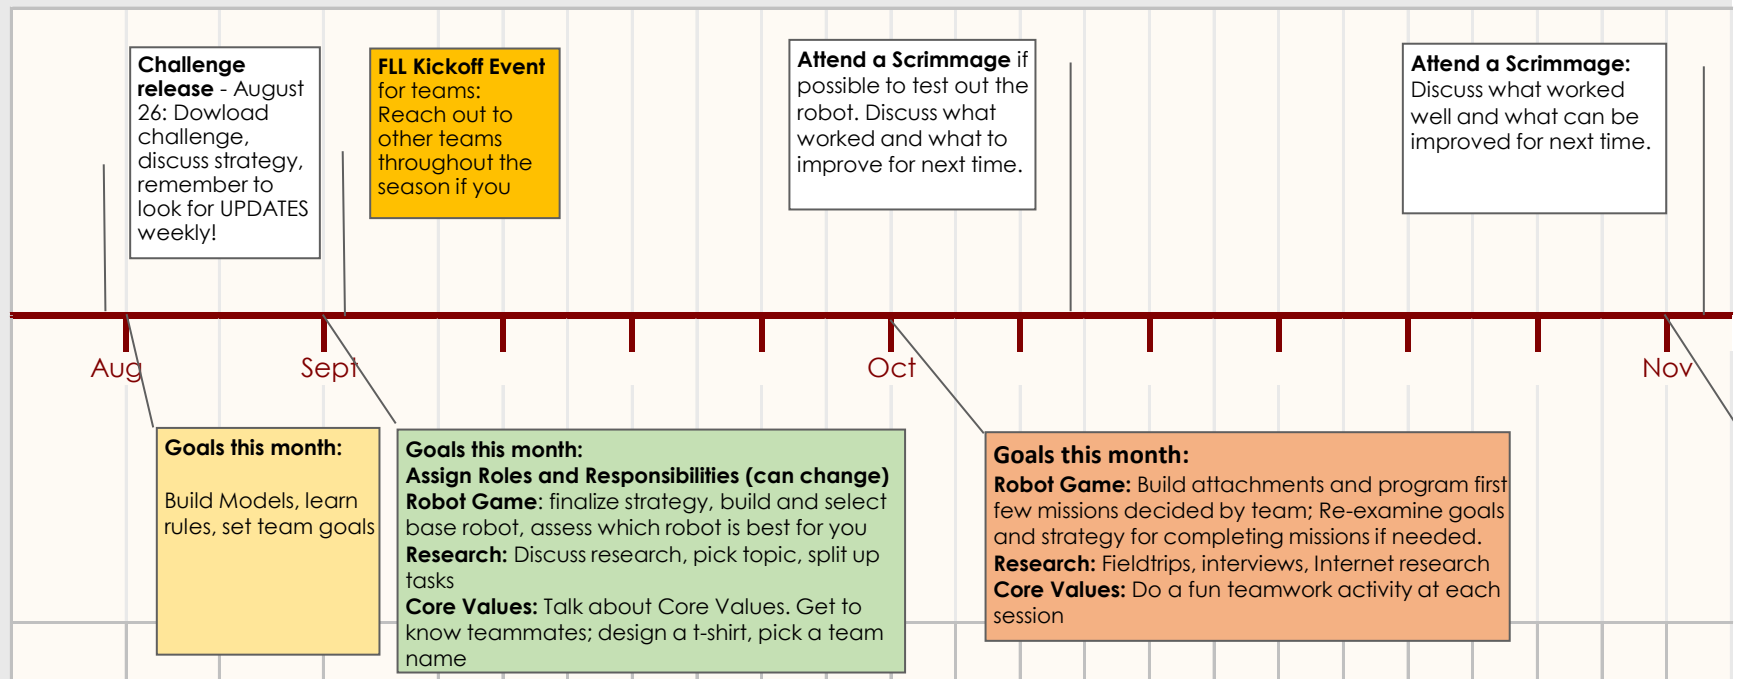 Challenge
release - August
26: Dowload
challenge,
discuss strategy,
remember to
look for UPDATES
weekly!
FLL Kickoff Event
for teams:
Reach out to
other teams
throughout the
season if you
Attend a Scrimmage if
possible to test out the
robot. Discuss what
worked and what to
improve for next time.
Attend a Scrimmage:
Discuss what worked
well and what can be
improved for next time.
Aug
Sept
Oct
Nov
Goals this month:
Build Models, learn
rules, set team goals
Goals this month:
Assign Roles and Responsibilities (can change)
Robot Game: finalize strategy, build and select
base robot, assess which robot is best for you
Research: Discuss research, pick topic, split up
tasks
Core Values: Talk about Core Values. Get to
know teammates; design a t-shirt, pick a team
name
Goals this month:
Robot Game: Build attachments and program first
few missions decided by team; Re-examine goals
and strategy for completing missions if needed.
Research: Fieldtrips, interviews, Internet research
Core Values: Do a fun teamwork activity at each
session